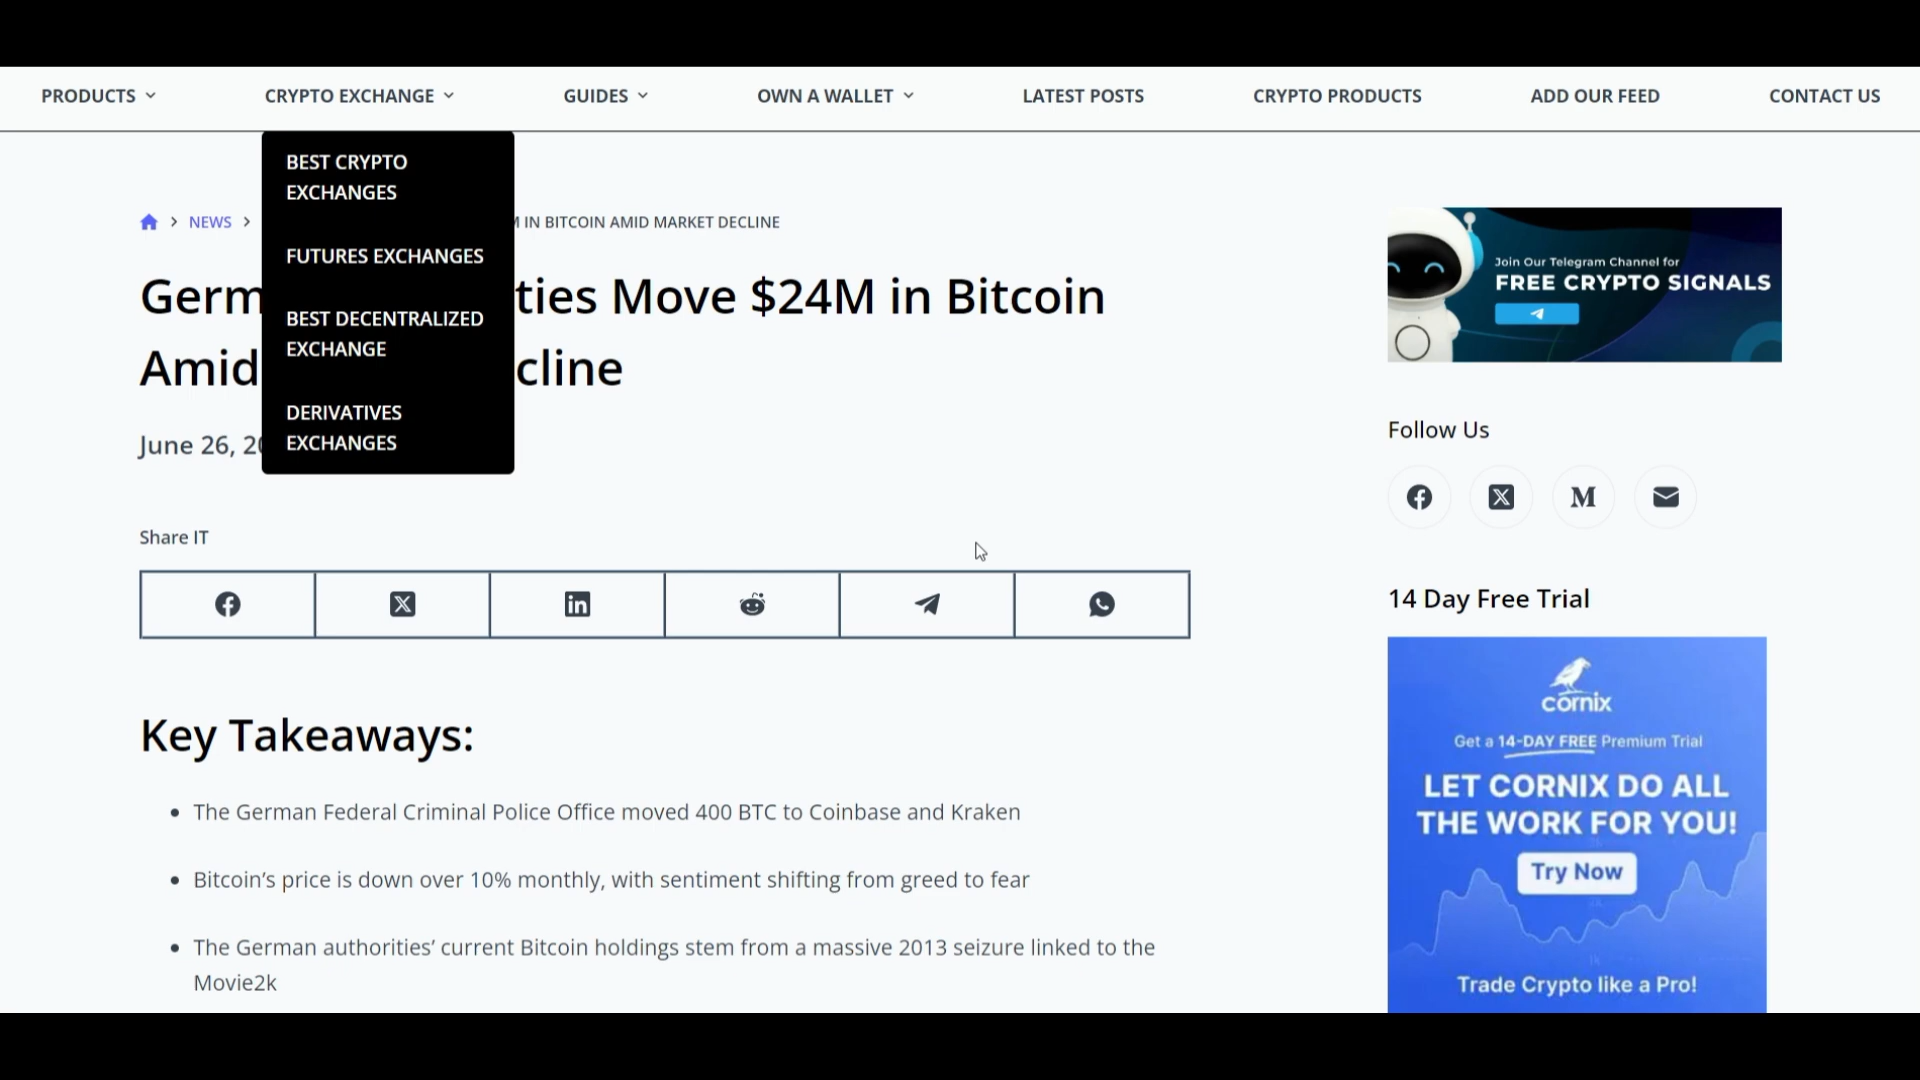 PRODUCTS CRYPTO EXCHANGE GUIDES OWN A WALLET LATEST POSTS CRYPTO PRODUCTS ADD OUR FEED CONTACT US
BEST CRYPTO
EXCHANGES
FUTURES EXCHANGES
BEST DECENTRALIZED
EXCHANGE
DERIVATIVES
EXCHANGES
NEWS IN BITCOIN AMID MARKET DECLINE
Germ ties Move $24M in Bitcoin
Amid cline
June 26, 20
Share IT
Key Takeaways:
• The German Federal Criminal Police Office moved 400 BTC to Coinbase and Kraken
• Bitcoin’s price is down over 10% monthly, with sentiment shifting from greed to fear
• The German authorities’ current Bitcoin holdings stem from a massive 2013 seizure linked to the
Movie2k
Join Our Telegram Channel for
FREE CRYPTO SIGNALS
Follow Us
14 Day Free Trial
cornix
Get a 14-DAY FREE Premium Trial
LET CORNIX DO ALL
THE WORK FOR YOU!
Try Now
Trade Crypto like a Pro!